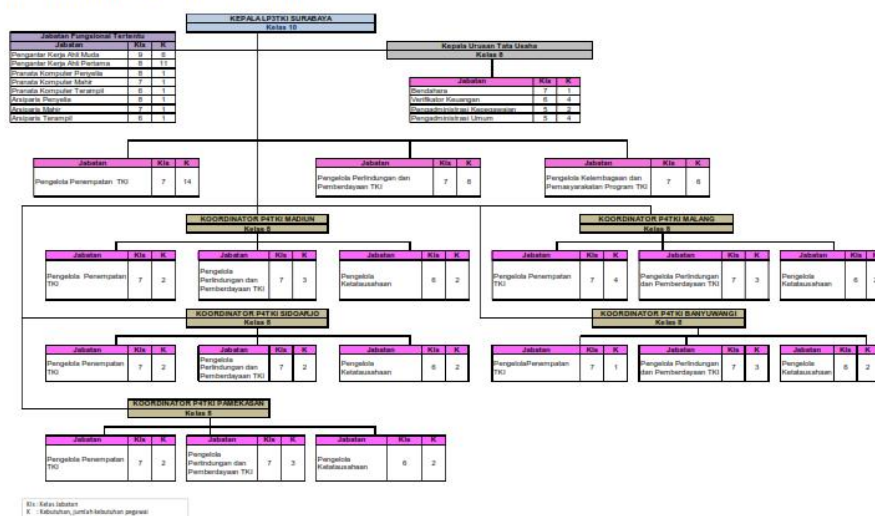 KEPALA LP3TKI SURABAYA
Kelas 10
Jabatan Fungsional Tertentu
Jabatan Kls K
Pengantar Kerja Ahli Muda 9 6
Pengantar Kerja Ahli Pertama 8 11
Pranata Komputer Penyelia 8 1
Pranata Komputer Mahir 7 1
Pranata Komputer Terampil 6 1
Arsiparis Penyelia 8 1
Arsiparis Mahir 7 1
Arsiparis Terampil 6 1
Kepala Urusan Tata Usaha
Kelas 8
Jabatan Kls K
Bendahara 7 1
Verifikator Keuangan 6 4
Pengadministrasi Kepegawaian 5 2
Pengadministrasi Umum 5 4
Jabatan Kls K
Pengelola Penempatan TKI 7 14
Jabatan Kls K
Pengelola Perlindungan dan
Pemberdayaan TKI 7 8
Jabatan Kls K
Pengelola Kelembagaan dan
Pemasyarakatan Program TKI 7 6
KOORDINATOR P4TKI MADIUN
Kelas 8
Jabatan Kls K
Pengelola Penempatan
TKI 7 2
Jabatan Kls K
Pengelola
Perlindungan dan
Pemberdayaan TKI 7 3
Jabatan Kls K
Pengelola
Ketatausahaan 6 2
KOORDINATOR P4TKI MALANG
Kelas 8
Jabatan Kls K
Pengelola Penempatan
TKI 7 4
Jabatan Kls K
Pengelola Perlindungan
dan Pemberdayaan TKI 7 3
Jabatan Kls K
Pengelola
Ketatausahaan 6 2
KOORDINATOR P4TKI SIDOARJO
Kelas 8
Jabatan Kls K
Pengelola Penempatan
TKI 7 2
Jabatan Kls K
Pengelola
Perlindungan dan
Pemberdayaan TKI 7 2
Jabatan Kls K
Pengelola
Ketatausahaan 6 2
KOORDINATOR P4TKI BANYUWANGI
Kelas 8
Jabatan Kls K
PengelolaPenempatan
TKI 7 1
Jabatan Kls K
Pengelola Perlindungan
dan Pemberdayaan TKI 7 3
Jabatan Kls K
Pengelola
Ketatausahaan 6 2
KOORDINATOR P4TKI PAMEKASAN
Kelas 8
Jabatan Kls K
Pengelola Penempatan
TKI 7 2
Jabatan Kls K
Pengelola
Perlindungan dan
Pemberdayaan TKI 7 3
Jabatan Kls K
Pengelola
Ketatausahaan 6 2
Kls : Kelas Jabatan
K : Kebutuhan, jumlah kebutuhan pegawai